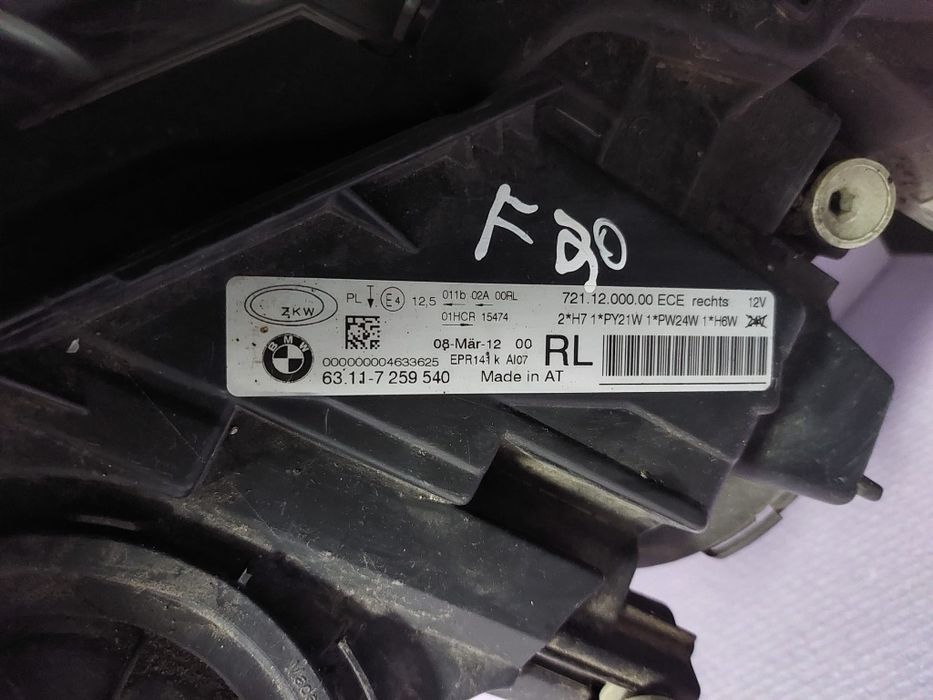 F30
ZKW
PL T E4 12,5 011b 02A 00RL
01HCR 15474
721.12.000.00 ECE rechts 12V
2*H7 1*PY21W 1*PW24W 1*H6W
BMW
08-Mär-12 00
000000004633625 EPR141 k AI07
RL
63.11-7 259 540 Made in AT